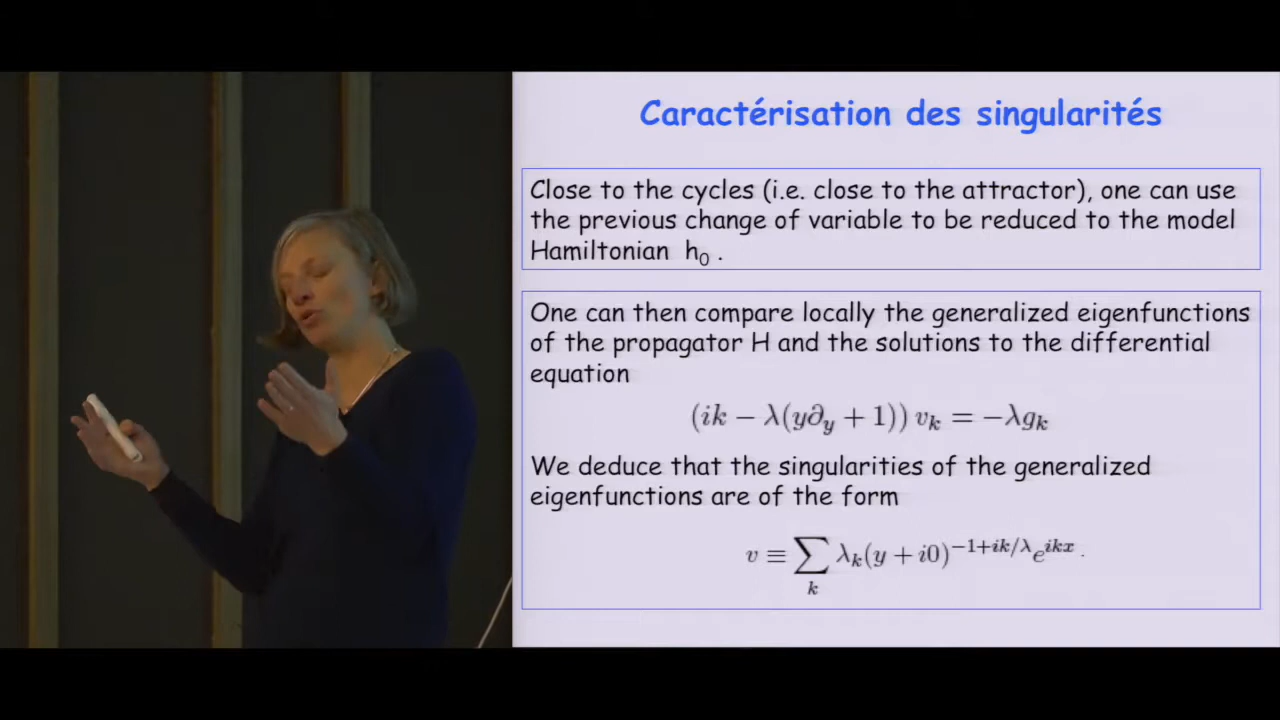 Caractérisation des singularités
Close to the cycles (i.e. close to the attractor), one can use
the previous change of variable to be reduced to the model
Hamiltonian h₀ .
One can then compare locally the generalized eigenfunctions
of the propagator H and the solutions to the differential
equation
(ik − λ(y∂_y + 1)) v_k = −λg_k
We deduce that the singularities of the generalized
eigenfunctions are of the form
v ≡ ∑_k λ_k(y + i0)^{−1+ik/λ}e^{ikx} .